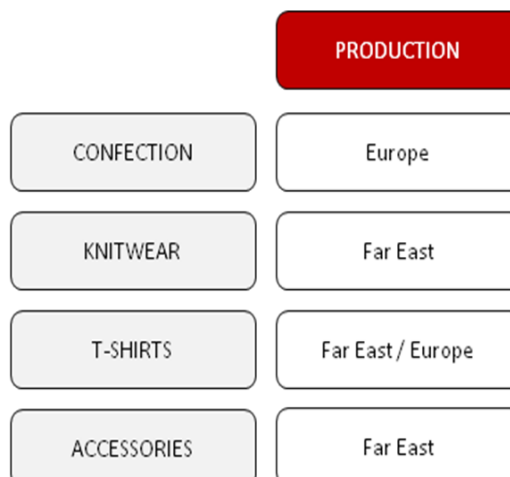 PRODUCTION
CONFECTION Europe
KNITWEAR Far East
T-SHIRTS Far East / Europe
ACCESSORIES Far East